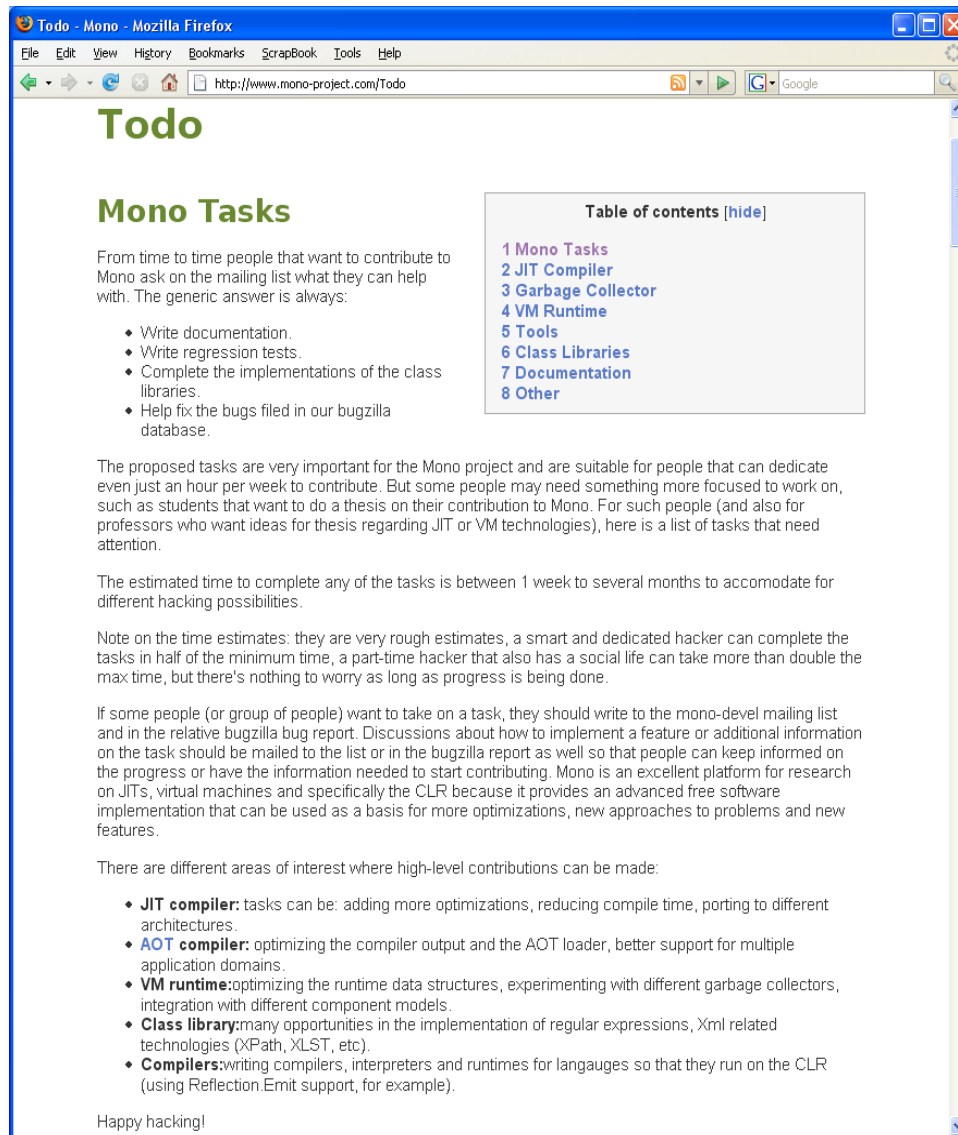 Todo - Mono - Mozilla Firefox
File Edit View History Bookmarks ScrapBook Tools Help
http://www.mono-project.com/Todo
G Google
Todo
Mono Tasks
From time to time people that want to contribute to
Mono ask on the mailing list what they can help
with. The generic answer is always:
Write documentation.
Write regression tests.
Complete the implementations of the class
libraries.
Help fix the bugs filed in our bugzilla
database.
Table of contents [hide]
1 Mono Tasks
2 JIT Compiler
3 Garbage Collector
4 VM Runtime
5 Tools
6 Class Libraries
7 Documentation
8 Other
The proposed tasks are very important for the Mono project and are suitable for people that can dedicate
even just an hour per week to contribute. But some people may need something more focused to work on,
such as students that want to do a thesis on their contribution to Mono. For such people (and also for
professors who want ideas for thesis regarding JIT or VM technologies), here is a list of tasks that need
attention.
The estimated time to complete any of the tasks is between 1 week to several months to accomodate for
different hacking possibilities.
Note on the time estimates: they are very rough estimates, a smart and dedicated hacker can complete the
tasks in half of the minimum time, a part-time hacker that also has a social life can take more than double the
max time, but there's nothing to worry as long as progress is being done.
If some people (or group of people) want to take on a task, they should write to the mono-devel mailing list
and in the relative bugzilla bug report. Discussions about how to implement a feature or additional information
on the task should be mailed to the list or in the bugzilla report as well so that people can keep informed on
the progress or have the information needed to start contributing. Mono is an excellent platform for research
on JITs, virtual machines and specifically the CLR because it provides an advanced free software
implementation that can be used as a basis for more optimizations, new approaches to problems and new
features.
There are different areas of interest where high-level contributions can be made:
JIT compiler: tasks can be: adding more optimizations, reducing compile time, porting to different
architectures.
AOT compiler: optimizing the compiler output and the AOT loader, better support for multiple
application domains.
VM runtime:optimizing the runtime data structures, experimenting with different garbage collectors,
integration with different component models.
Class library:many opportunities in the implementation of regular expressions, Xml related
technologies (XPath, XLST, etc).
Compilers:writing compilers, interpreters and runtimes for langauges so that they run on the CLR
(using Reflection.Emit support, for example).
Happy hacking!